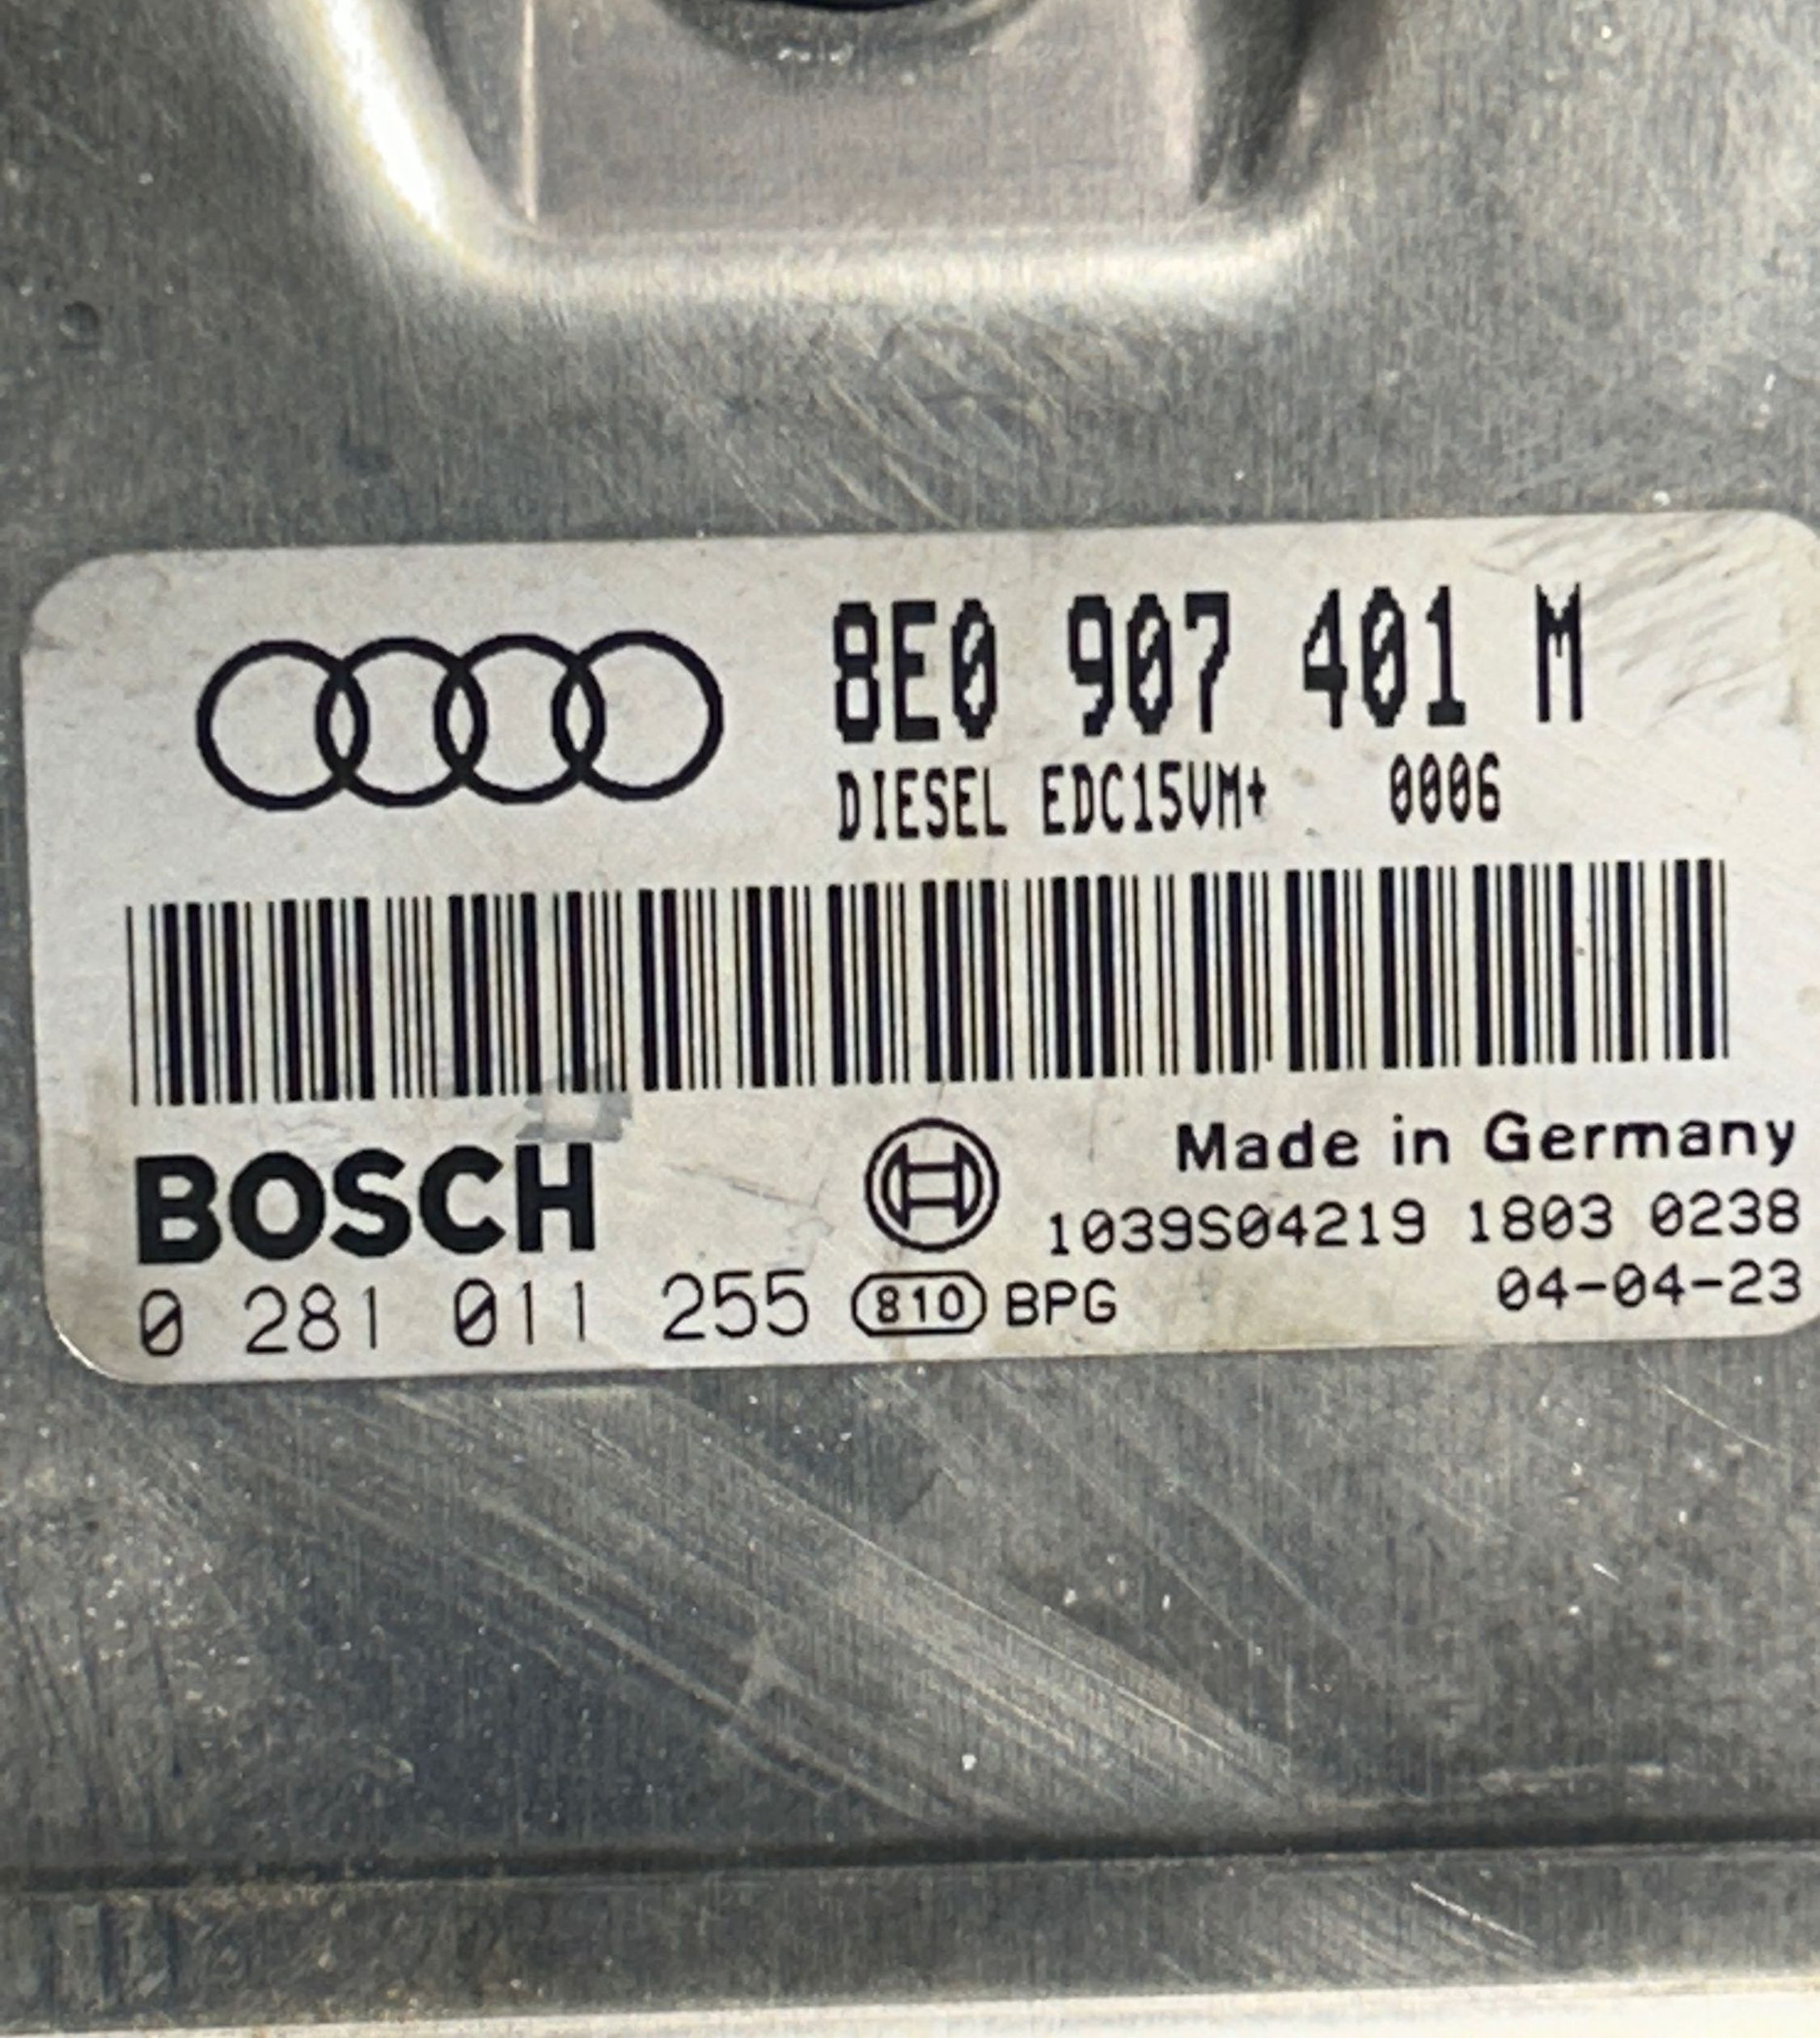 8E0 907 401 M
DIESEL EDC15VM+ 0006
BOSCH
Made in Germany
1039S04219 1803 0238
0 281 011 255 810 BPG 04-04-23